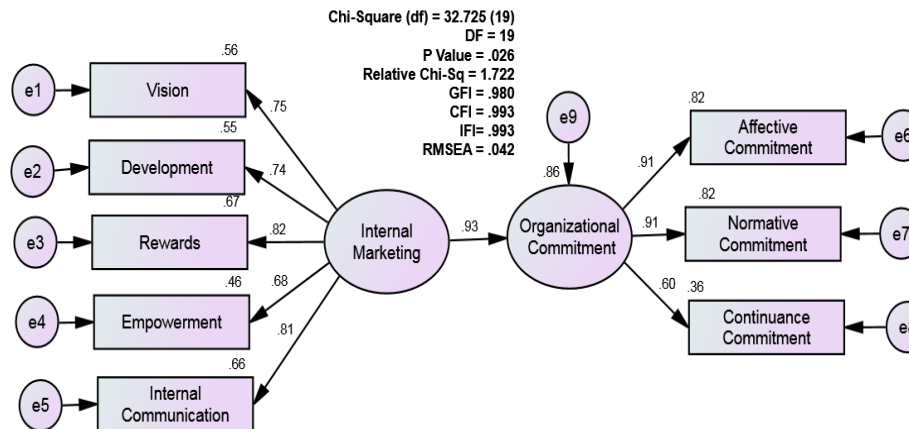 Chi-Square (df) = 32.725 (19)
DF = 19
P Value = .026
Relative Chi-Sq = 1.722
GFI = .980
CFI = .993
IFI= .993
RMSEA = .042
.56
e1
Vision
.75
.55
e2
Development
.74
.67
e3
Rewards
.82
.46
e4
Empowerment
.68
.66
e5
Internal
Communication
.81
Internal
Marketing
.93
e9
.86
Organizational
Commitment
.91
.82
Affective
Commitment
e6
.91
.82
Normative
Commitment
e7
.60
.36
Continuance
Commitment